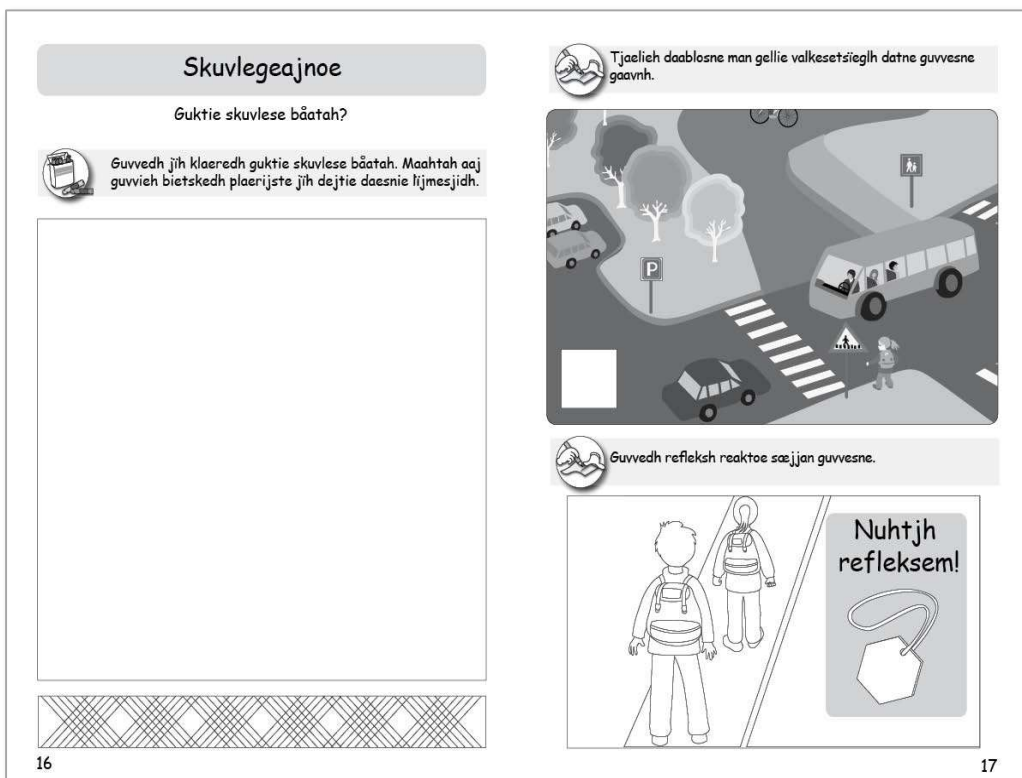 Skuvlegeajnoe
Guktie skuvlese båatah?
Guvvedh jïh klaeredh guktie skuvlese båatah. Maahtah aaj
guvvieh bietskedh plaerijste jïh dejtie daesnie lïjmesjidh.
16
Tjaelieh daablosne man gellie valkesetsïeglh datne guvvesne
gaavnh.
P
Guvvedh refleksh reaktoe sæjjan guvvesne.
Nuhtjh
refleksem!
17